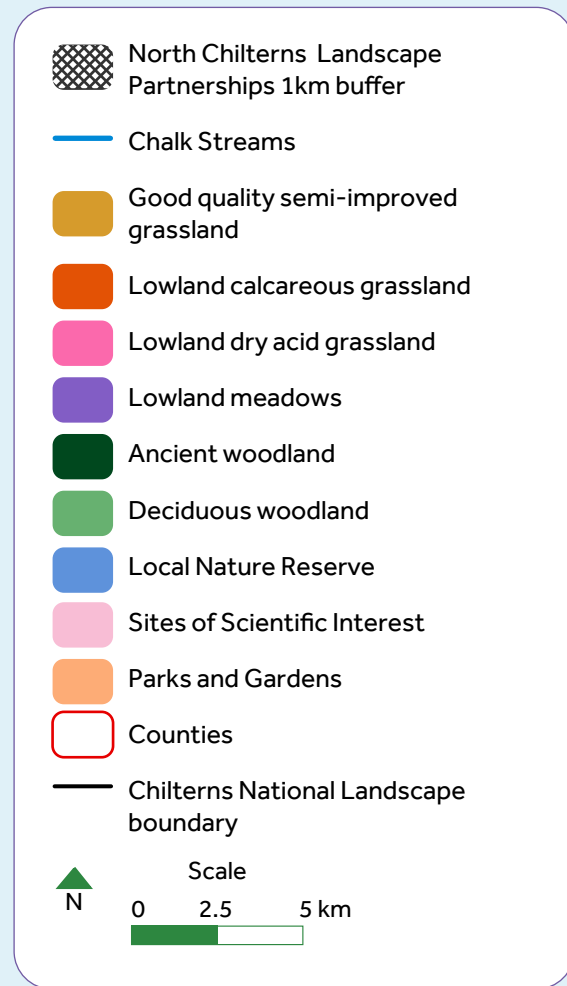 North Chilterns Landscape
Partnerships 1km buffer
Chalk Streams
Good quality semi-improved
grassland
Lowland calcareous grassland
Lowland dry acid grassland
Lowland meadows
Ancient woodland
Deciduous woodland
Local Nature Reserve
Sites of Scientific Interest
Parks and Gardens
Counties
Chilterns National Landscape
boundary
Scale
N
0 2.5 5 km